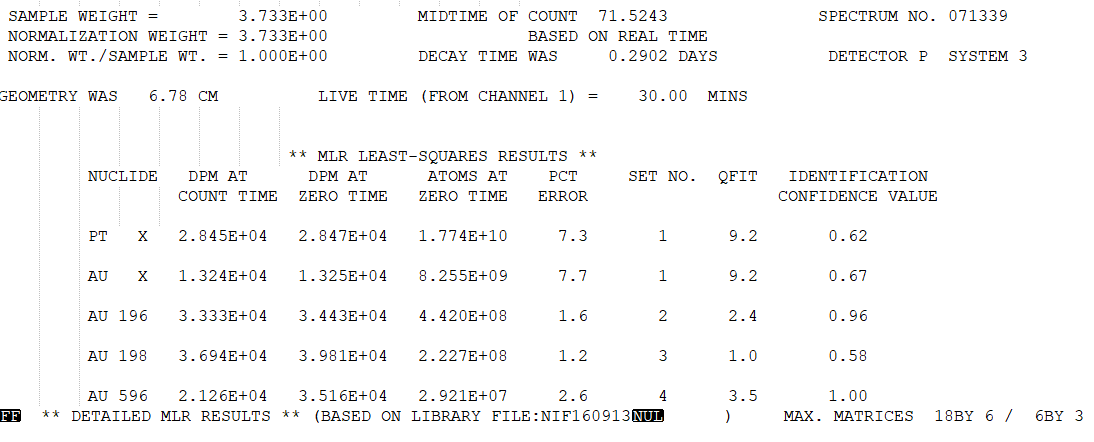 SAMPLE WEIGHT = 3.733E+00 MIDTIME OF COUNT 71.5243 SPECTRUM NO. 071339
NORMALIZATION WEIGHT = 3.733E+00 BASED ON REAL TIME
NORM. WT./SAMPLE WT. = 1.000E+00 DECAY TIME WAS 0.2902 DAYS DETECTOR P SYSTEM 3
GEOMETRY WAS 6.78 CM LIVE TIME (FROM CHANNEL 1) = 30.00 MINS
** MLR LEAST-SQUARES RESULTS **
NUCLIDE DPM AT DPM AT ATOMS AT PCT SET NO. QFIT IDENTIFICATION
COUNT TIME ZERO TIME ZERO TIME ERROR CONFIDENCE VALUE
PT X 2.845E+04 2.847E+04 1.774E+10 7.3 1 9.2 0.62
AU X 1.324E+04 1.325E+04 8.255E+09 7.7 1 9.2 0.67
AU 196 3.333E+04 3.443E+04 4.420E+08 1.6 2 2.4 0.96
AU 198 3.694E+04 3.981E+04 2.227E+08 1.2 3 1.0 0.58
AU 596 2.126E+04 3.516E+04 2.921E+07 2.6 4 3.5 1.00
FF ** DETAILED MLR RESULTS ** (BASED ON LIBRARY FILE:NIF160913NUL ) MAX. MATRICES 18BY 6 / 6BY 3